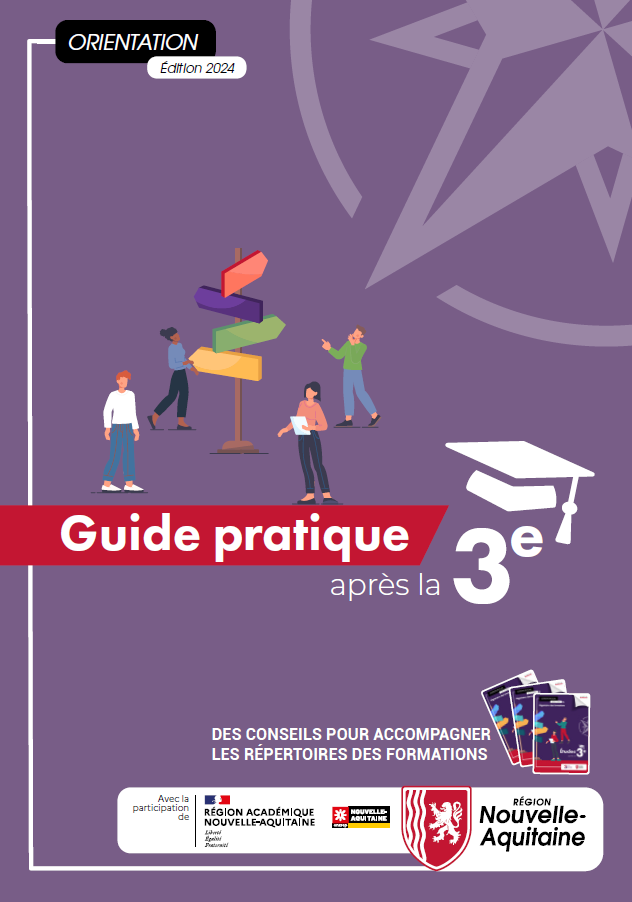 ORIENTATION
Édition 2024
Guide pratique
après la 3e
DES CONSEILS POUR ACCOMPAGNER
LES RÉPERTOIRES DES FORMATIONS
Avec la
participation
de
RÉGION ACADÉMIQUE
NOUVELLE-AQUITAINE
Liberté
Égalité
Fraternité
NOUVELLE-
AQUITAINE
RÉGION
Nouvelle-
Aquitaine